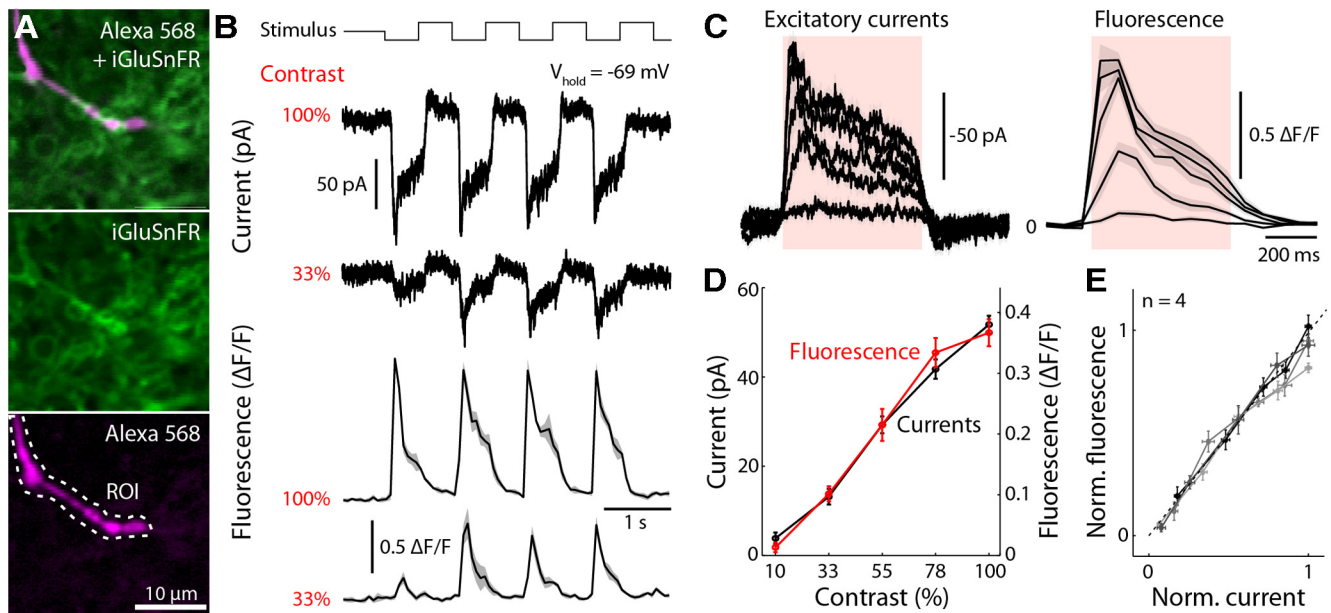 A
Alexa 568
+ iGluSnFR
iGluSnFR
Alexa 568
ROI
10 µm
B
Stimulus
Contrast
V hold = -69 mV
100%
50 pA
33%
Current (pA)
100%
1 s
0.5 ΔF/F
33%
Fluorescence (ΔF/F)
C
Excitatory currents
Fluorescence
-50 pA
0.5 ΔF/F
0
200 ms
D
60
40
20
0
Current (pA)
Fluorescence
Currents
0.4
0.3
0.2
0.1
0
Fluorescence (ΔF/F)
10 33 55 78 100
Contrast (%)
E
n = 4
1
0
Norm. fluorescence
0 1
Norm. current